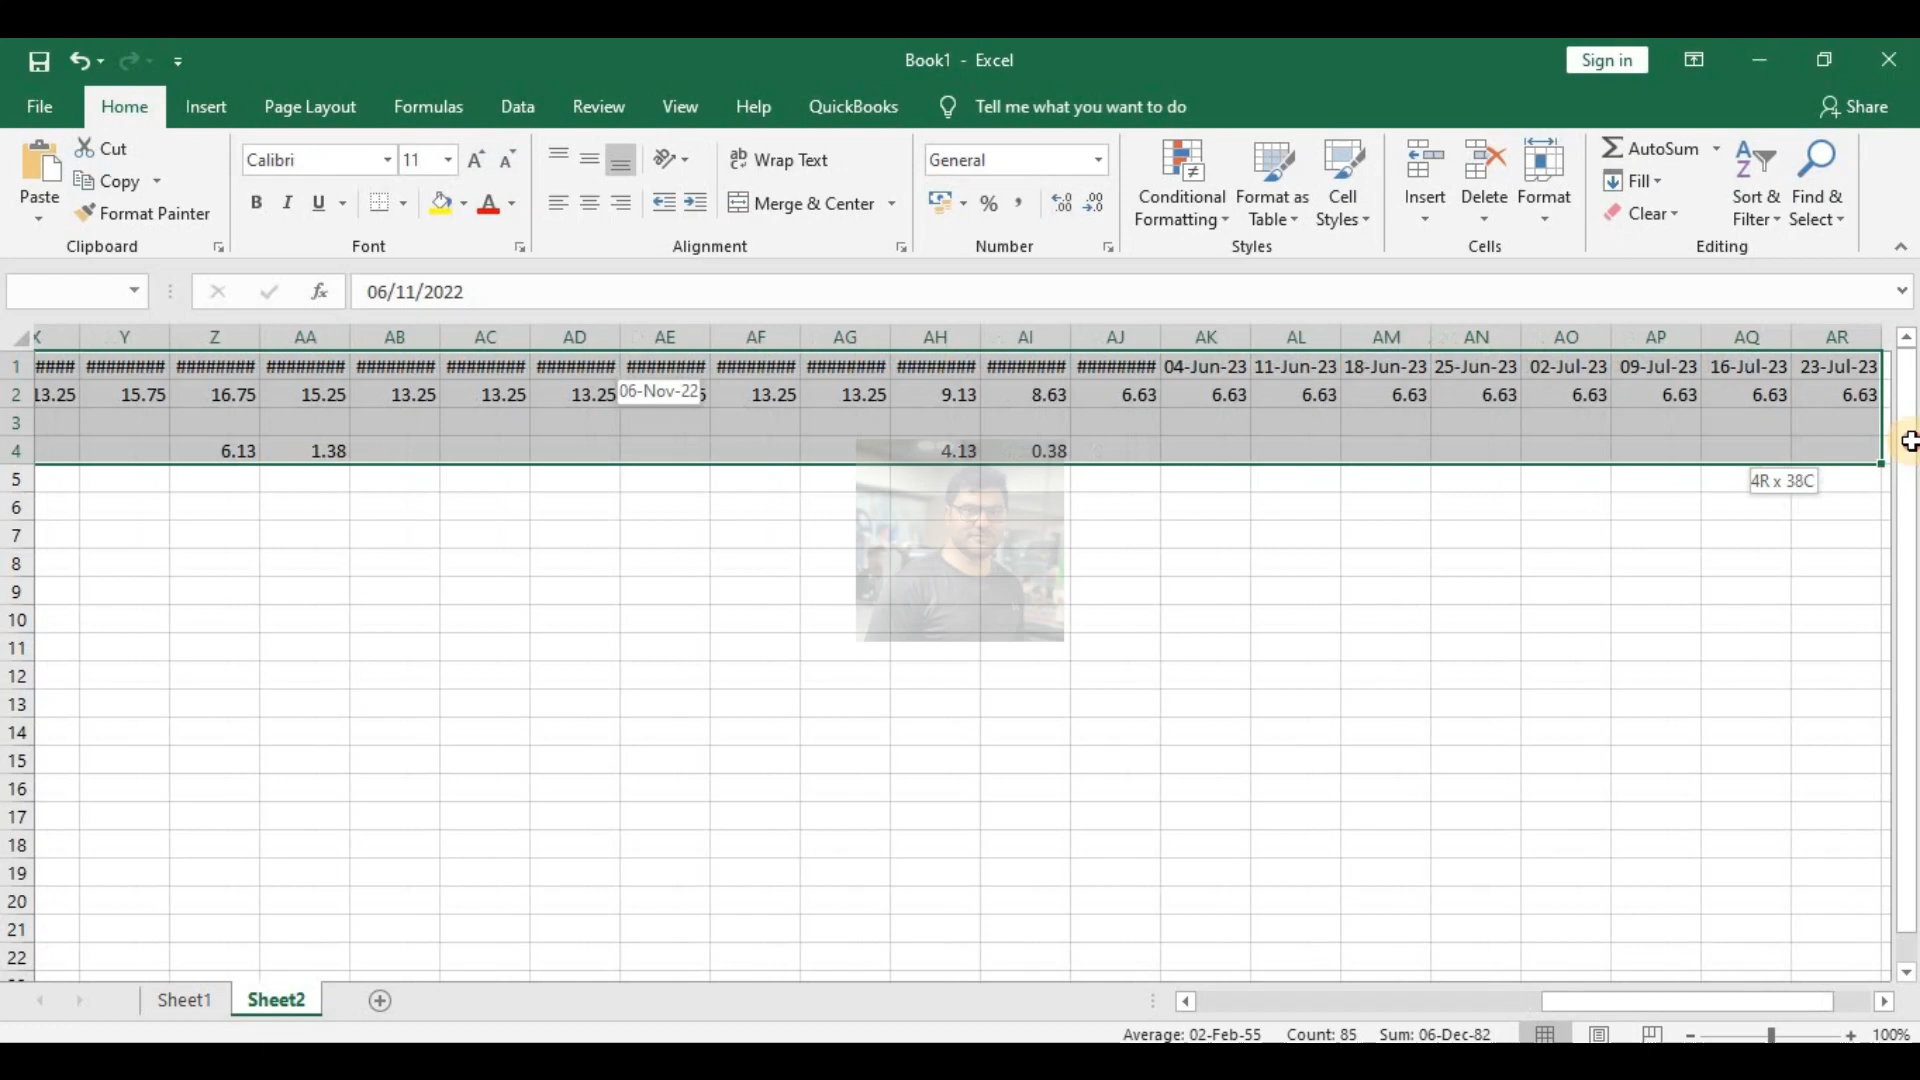 Book1 - Excel
Sign in
File Home Insert Page Layout Formulas Data Review View Help QuickBooks Tell me what you want to do Share
Paste
Cut
Copy
Format Painter
Clipboard
Calibri 11
B I U
Font
Wrap Text
Merge & Center
Alignment
General
Number
Conditional Formatting
Format as Table
Cell Styles
Styles
Insert
Delete
Format
Cells
AutoSum
Fill
Clear
Sort & Filter
Find & Select
Editing
fx 06/11/2022
Y Z AA AB AC AD AE AF AG AH AI AJ AK AL AM AN AO AP AQ AR
1 #### ######## ######## ######## ######## ######## ######## ######## ######## ######## ######## ######## ######## 04-Jun-23 11-Jun-23 18-Jun-23 25-Jun-23 02-Jul-23 09-Jul-23 16-Jul-23 23-Jul-23
2 13.25 15.75 16.75 15.25 13.25 13.25 13.25 06-Nov-22 13.25 13.25 9.13 8.63 6.63 6.63 6.63 6.63 6.63 6.63 6.63 6.63 6.63
3
4 6.13 1.38 4.13 0.38
5 4R x 38C
6
7
8
9
10
11
12
13
14
15
16
17
18
19
20
21
22
Sheet1 Sheet2
Average: 02-Feb-55 Count: 85 Sum: 06-Dec-82 100%